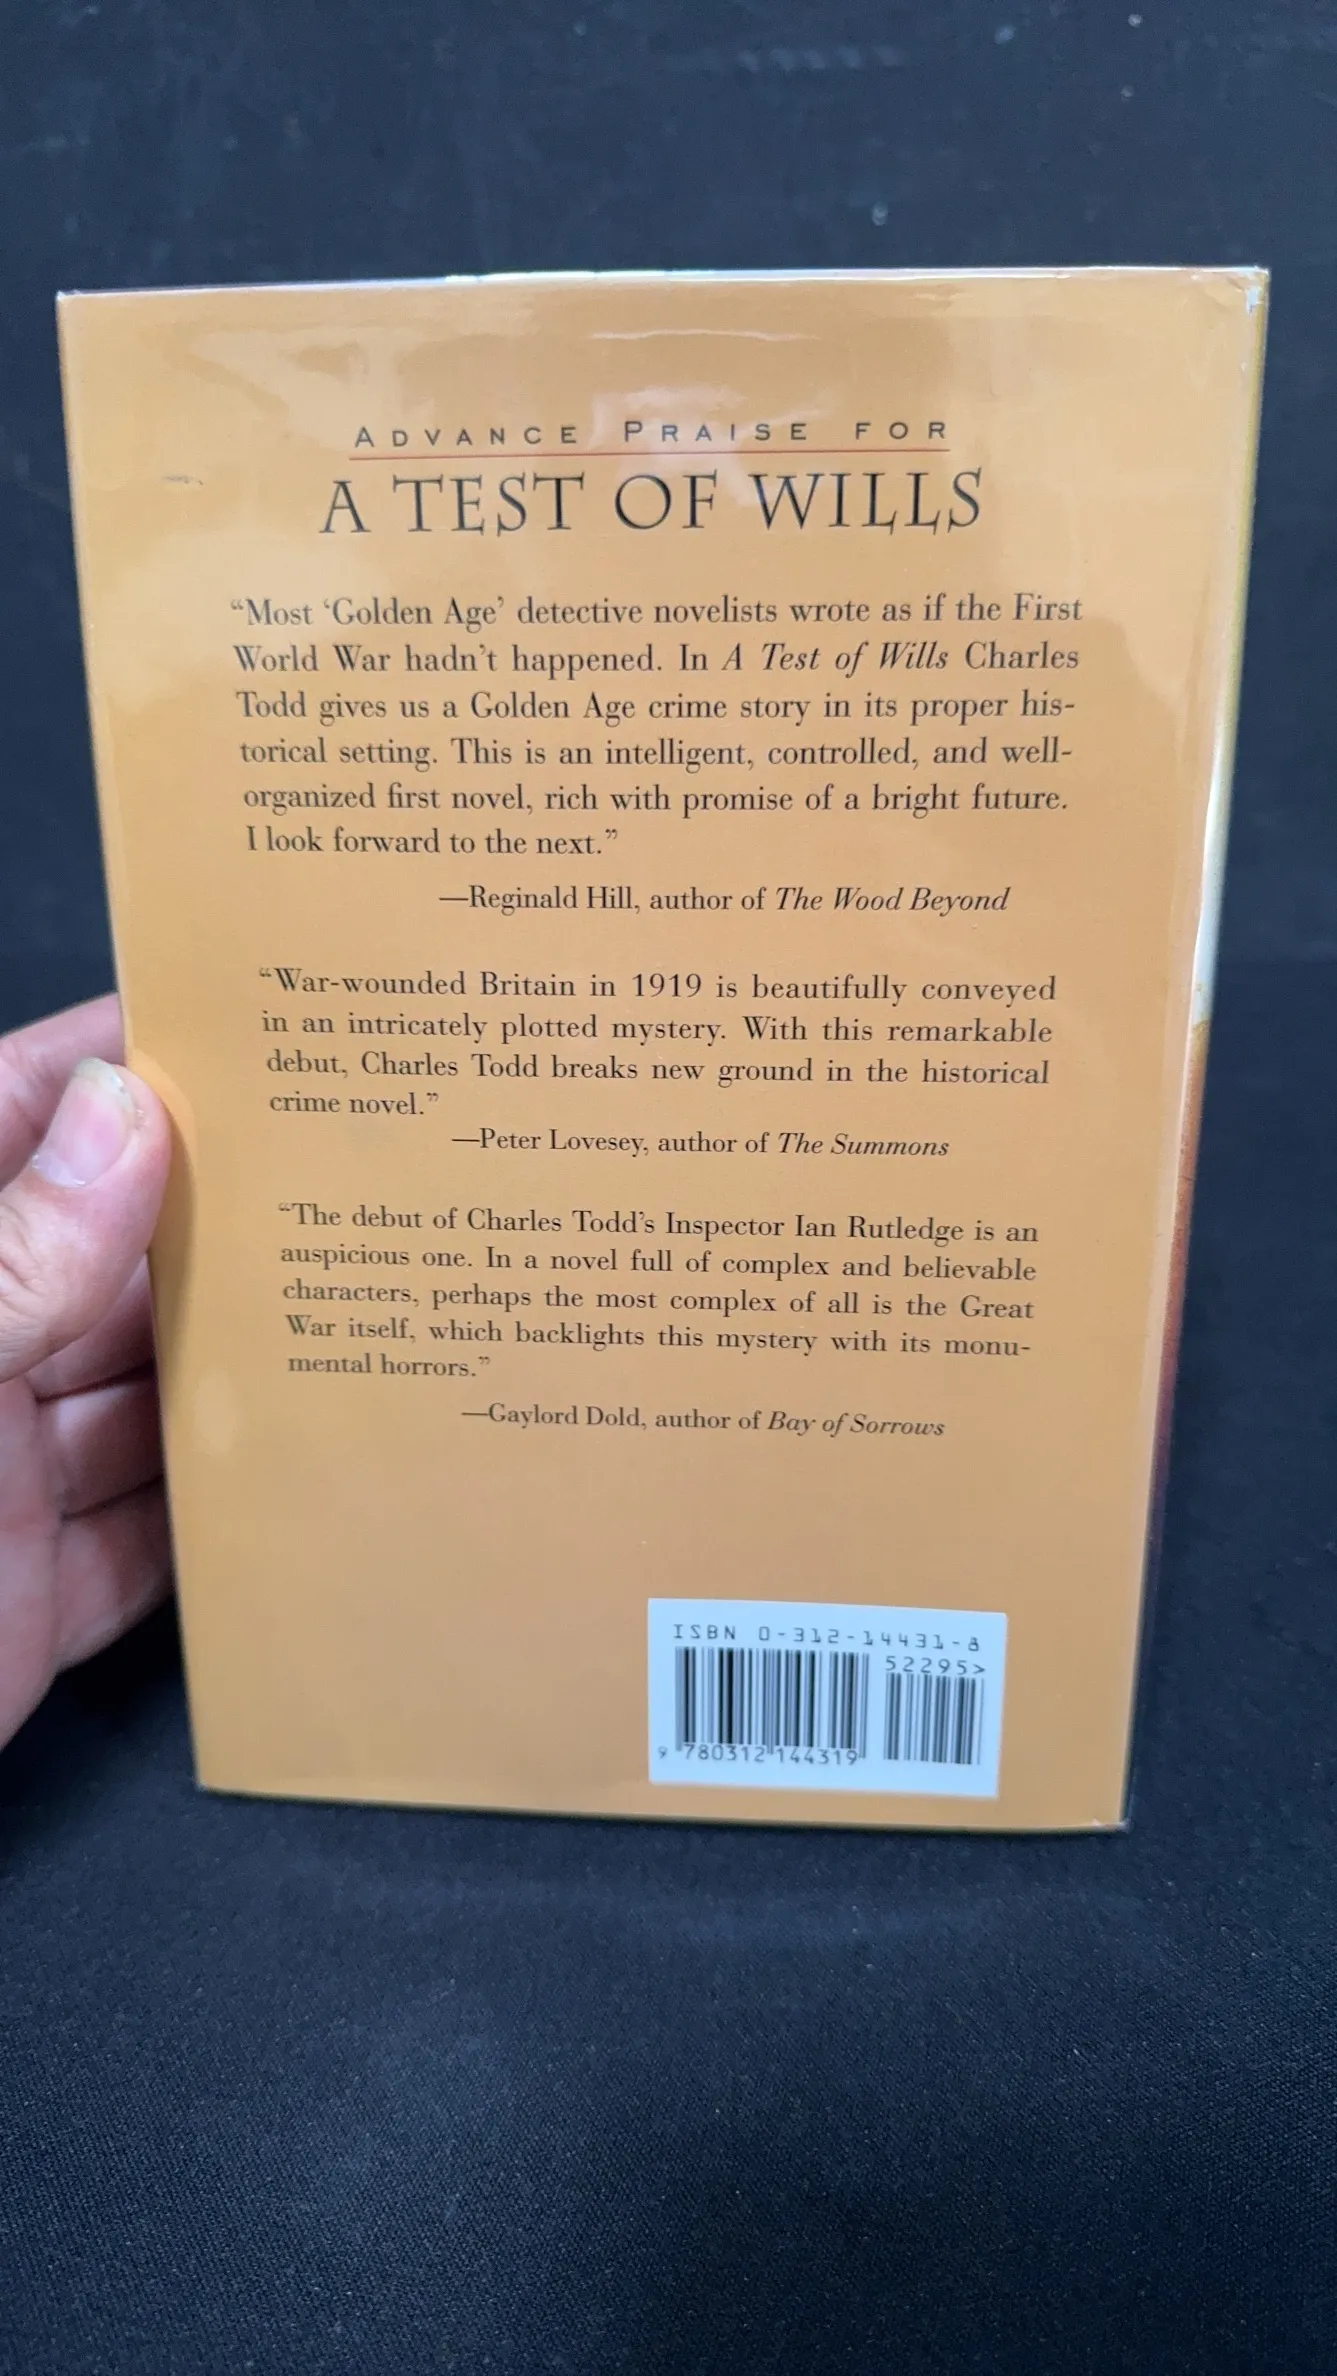 ADVANCE PRAISE FOR
A TEST OF WILLS
“Most ‘Golden Age’ detective novelists wrote as if the First
World War hadn’t happened. In A Test of Wills Charles
Todd gives us a Golden Age crime story in its proper his-
torical setting. This is an intelligent, controlled, and well-
organized first novel, rich with promise of a bright future.
I look forward to the next.”
—Reginald Hill, author of The Wood Beyond
“War-wounded Britain in 1919 is beautifully conveyed
in an intricately plotted mystery. With this remarkable
debut, Charles Todd breaks new ground in the historical
crime novel.”
—Peter Lovesey, author of The Summons
“The debut of Charles Todd’s Inspector Ian Rutledge is an
auspicious one. In a novel full of complex and believable
characters, perhaps the most complex of all is the Great
War itself, which backlights this mystery with its monu-
mental horrors.”
—Gaylord Dold, author of Bay of Sorrows
ISBN 0-312-14431-8
52295>
9 780312 144319